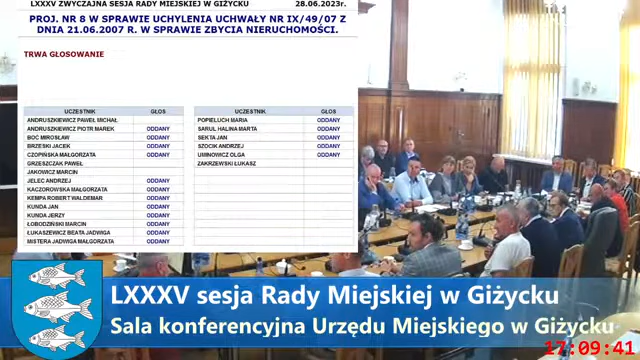 LXXXV ZWYCZAJNA SESJA RADY MIEJSKIEJ W GIŻYCKU 28.06.2023r.
PROJ. NR 8 W SPRAWIE UCHYLENIA UCHWAŁY NR IX/49/07 Z
DNIA 21.06.2007 R. W SPRAWIE ZBYCIA NIERUCHOMOŚCI.
TRWA GŁOSOWANIE
UCZESTNIK GŁOS UCZESTNIK GŁOS
ANDRUSZKIEWICZ PAWEŁ MICHAŁ POPIELUCH MARIA ODDANY
ANDRUSZKIEWICZ PIOTR MAREK ODDANY SARUL HALINA MARTA ODDANY
BOĆ MIROSŁAW ODDANY SEKTA JAN ODDANY
BRZESKI JACEK ODDANY SZOCIK ANDRZEJ ODDANY
CZOPIŃSKA MAŁGORZATA ODDANY UMINOWICZ OLGA ODDANY
GRZESZCZAK PAWEŁ ZAKRZEWSKI ŁUKASZ
JAKOWICZ MARCIN
JELEC ANDRZEJ ODDANY
KACZOROWSKA MAŁGORZATA ODDANY
KEMPA ROBERT WALDEMAR ODDANY
KUNDA JAN ODDANY
KUNDA JERZY ODDANY
ŁOBODZIŃSKI MARCIN ODDANY
ŁUKASZEWICZ BEATA JADWIGA ODDANY
MISTERA JADWIGA MAŁGORZATA ODDANY
LXXXV sesja Rady Miejskiej w Giżycku
Sala konferencyjna Urzędu Miejskiego w Giżycku
17:09:41